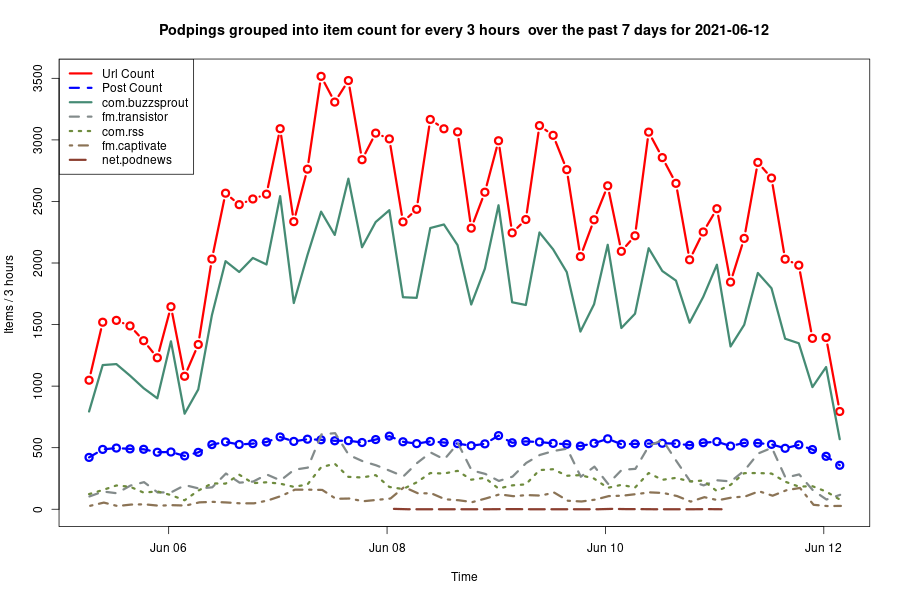 Podpings grouped into item count for every 3 hours  over the past 7 days for 2021-06-12
Url Count
Post Count
com.buzzsprout
fm.transistor
com.rss
fm.captivate
net.podnews
3500
3000
2500
2000
1500
1000
500
0
Items / 3 hours
Jun 06
Jun 08
Jun 10
Jun 12
Time